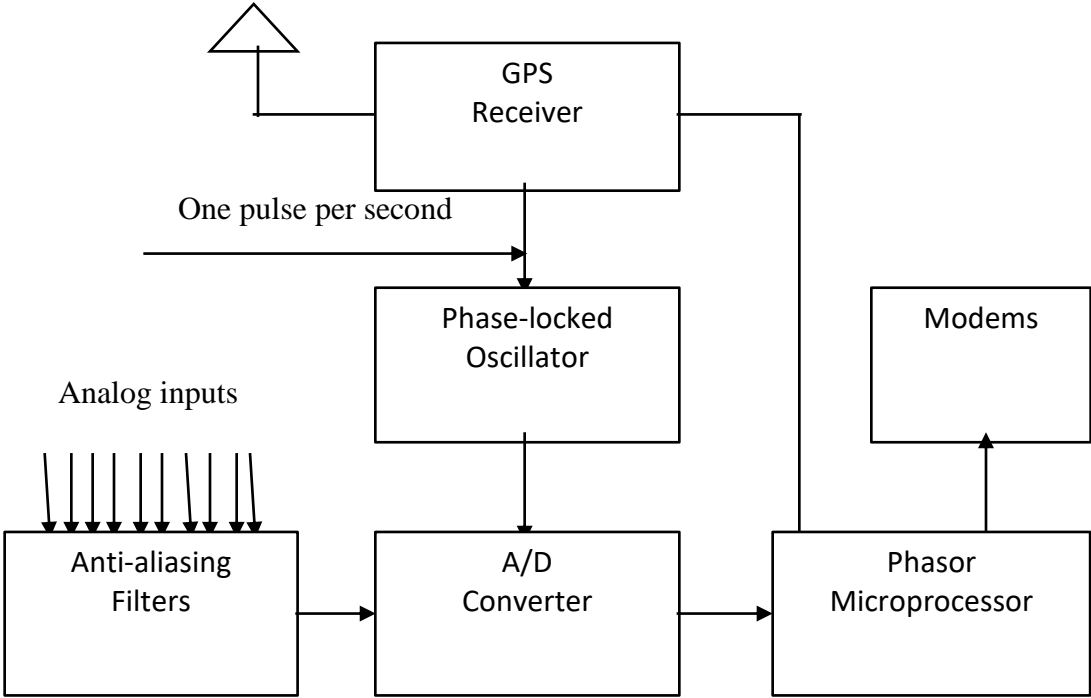 GPS
Receiver
One pulse per second
Phase-locked
Oscillator
Modems
Analog inputs
Anti-aliasing
Filters
A/D
Converter
Phasor
Microprocessor